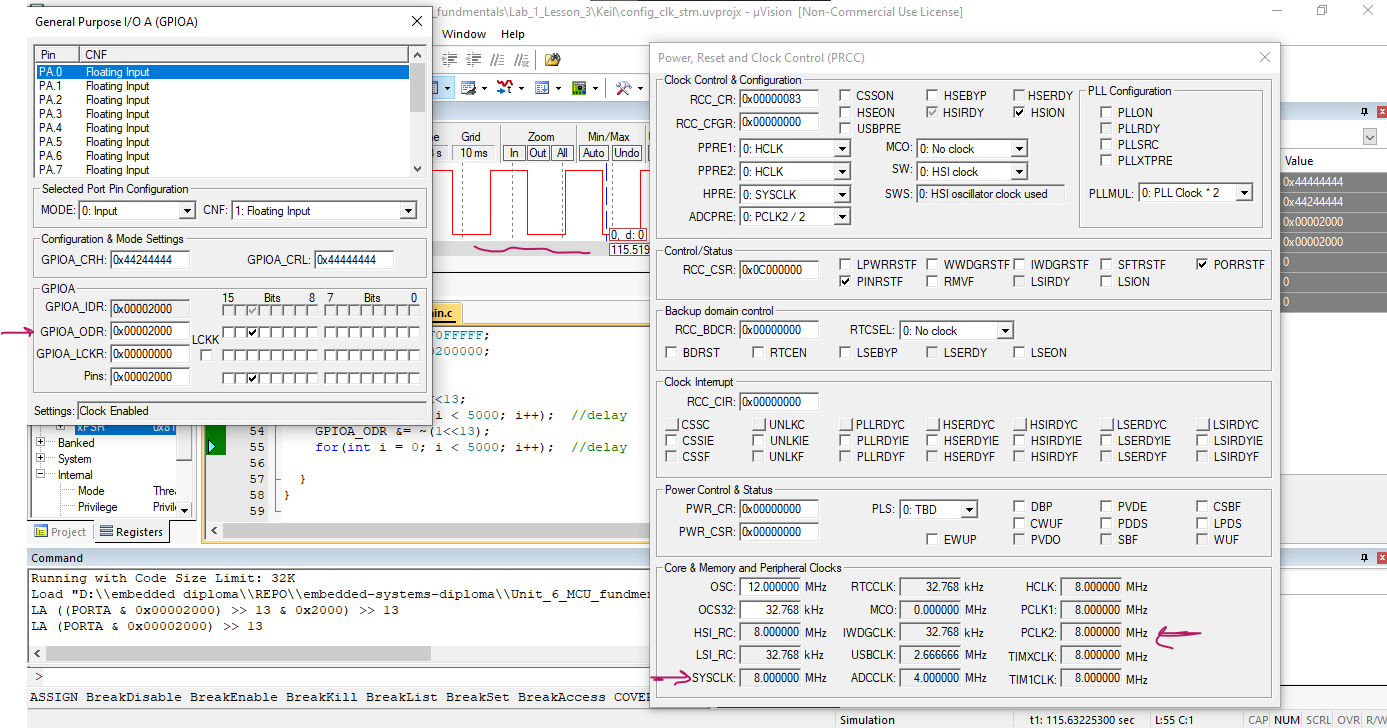 _fundmentals\Lab_1_Lesson_3\Keil\config_clk_stm.uvprojx - µVision [Non-Commercial Use License]
Window Help
General Purpose I/O A (GPIOA)
Pin CNF
PA.0 Floating Input
PA.1 Floating Input
PA.2 Floating Input
PA.3 Floating Input
PA.4 Floating Input
PA.5 Floating Input
PA.6 Floating Input
PA.7 Floating Input
Selected Port Pin Configuration
MODE: 0: Input CNF: 1: Floating Input
Configuration & Mode Settings
GPIOA_CRH: 0x44244444 GPIOA_CRL: 0x44444444
GPIOA
15 Bits 8 7 Bits 0
GPIOA_IDR: 0x00002000
GPIOA_ODR: 0x00002000
LCKK
GPIOA_LCKR: 0x00000000
Pins: 0x00002000
Settings: Clock Enabled
Grid Zoom Min/Max
s 10 ms In Out All Auto Undo
0, d: 0
115.519
in.c
0FFFFF;
200000;
<<13;
i < 5000; i++); //delay
54 GPIOA_ODR &= ~(1<<13);
55 for(int i = 0; i < 5000; i++); //delay
56
57 }
58 }
59
xPSR 0x81
Banked
System
Internal
Mode Threa
Privilege Privile
Project Registers
Command
Running with Code Size Limit: 32K
Load "D:\\embedded diploma\\REPO\\embedded-systems-diploma\\Unit_6_MCU_fundmen
LA ((PORTA & 0x00002000) >> 13 & 0x2000) >> 13
LA (PORTA & 0x00002000) >> 13
>
ASSIGN BreakDisable BreakEnable BreakKill BreakList BreakSet BreakAccess COVER
Power, Reset and Clock Control (PRCC)
Clock Control & Configuration
RCC_CR: 0x00000083 CSSON HSEBYP HSERDY
HSEON HSIRDY HSION
RCC_CFGR: 0x00000000 USBPRE
PPRE1: 0: HCLK MCO: 0: No clock
PPRE2: 0: HCLK SW: 0: HSI clock
HPRE: 0: SYSCLK SWS: 0: HSI oscillator clock used
ADCPRE: 0: PCLK2 / 2
PLL Configuration
PLLON
PLLRDY
PLLSRC
PLLXTPRE
PLLMUL: 0: PLL Clock * 2
Control/Status
RCC_CSR: 0x0C000000 LPWRRSTF WWDGRSTF IWDGRSTF SFTRSTF PORRSTF
PINRSTF RMVF LSIRDY LSION
Backup domain control
RCC_BDCR: 0x00000000 RTCSEL: 0: No clock
BDRST RTCEN LSEBYP LSERDY LSEON
Clock Interrupt
RCC_CIR: 0x00000000
CSSC UNLKC PLLRDYC HSERDYC HSIRDYC LSERDYC LSIRDYC
CSSIE UNLKIE PLLRDYIE HSERDYIE HSIRDYIE LSERDYIE LSIRDYIE
CSSF UNLKF PLLRDYF HSERDYF HSIRDYF LSERDYF LSIRDYF
Power Control & Status
PWR_CR: 0x00000000 PLS: 0: TBD DBP PVDE CSBF
CWUF PDDS LPDS
PWR_CSR: 0x00000000 EWUP PVDO SBF WUF
Core & Memory and Peripheral Clocks
OSC: 12.000000 MHz RTCCLK: 32.768 kHz HCLK: 8.000000 MHz
OCS32: 32.768 kHz MCO: 0.000000 MHz PCLK1: 8.000000 MHz
HSI_RC: 8.000000 MHz IWDGCLK: 32.768 kHz PCLK2: 8.000000 MHz
LSI_RC: 32.768 kHz USBCLK: 2.666666 MHz TIMXCLK: 8.000000 MHz
SYSCLK: 8.000000 MHz ADCCLK: 4.000000 MHz TIM1CLK: 8.000000 MHz
Value
0x44444444
0x44244444
0x00002000
0x00002000
0
0
0
Simulation t1: 115.63225300 sec L:55 C:1 CAP NUM SCRL OVR R/W